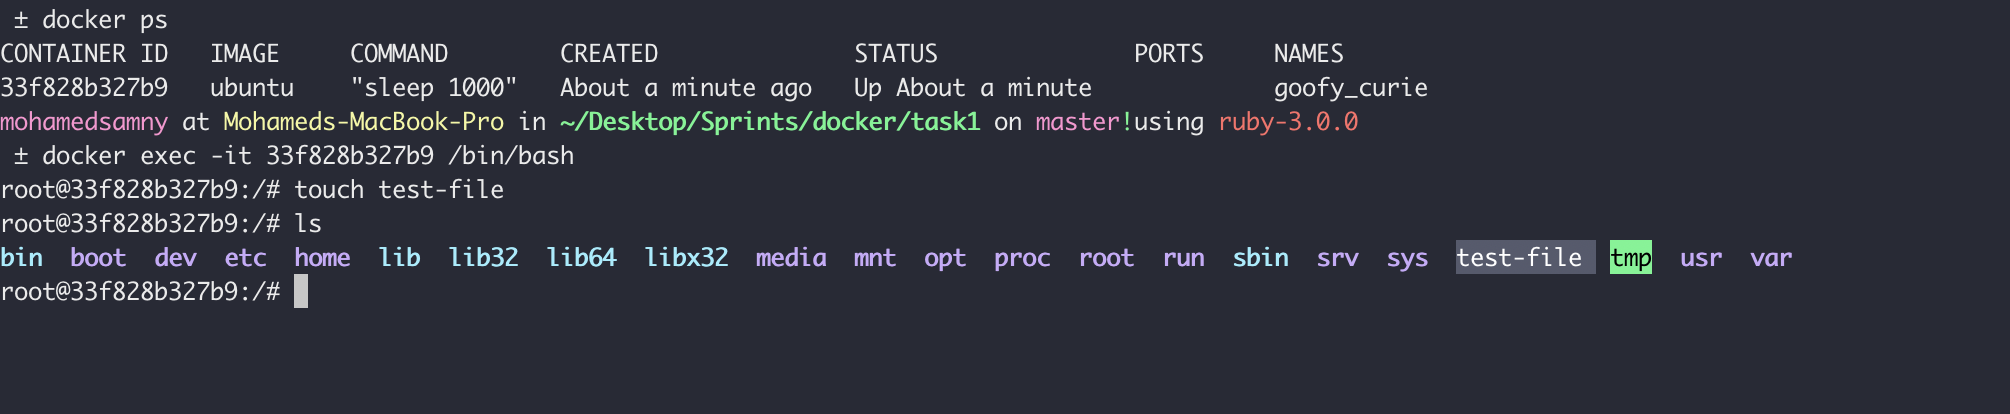 ± docker ps
CONTAINER ID   IMAGE     COMMAND        CREATED              STATUS              PORTS     NAMES
33f828b327b9   ubuntu    "sleep 1000"   About a minute ago   Up About a minute             goofy_curie
mohamedsamny at Mohameds-MacBook-Pro in ~/Desktop/Sprints/docker/task1 on master!using ruby-3.0.0
± docker exec -it 33f828b327b9 /bin/bash
root@33f828b327b9:/# touch test-file
root@33f828b327b9:/# ls
bin  boot  dev  etc  home  lib  lib32  lib64  libx32  media  mnt  opt  proc  root  run  sbin  srv  sys  test-file  tmp  usr  var
root@33f828b327b9:/#